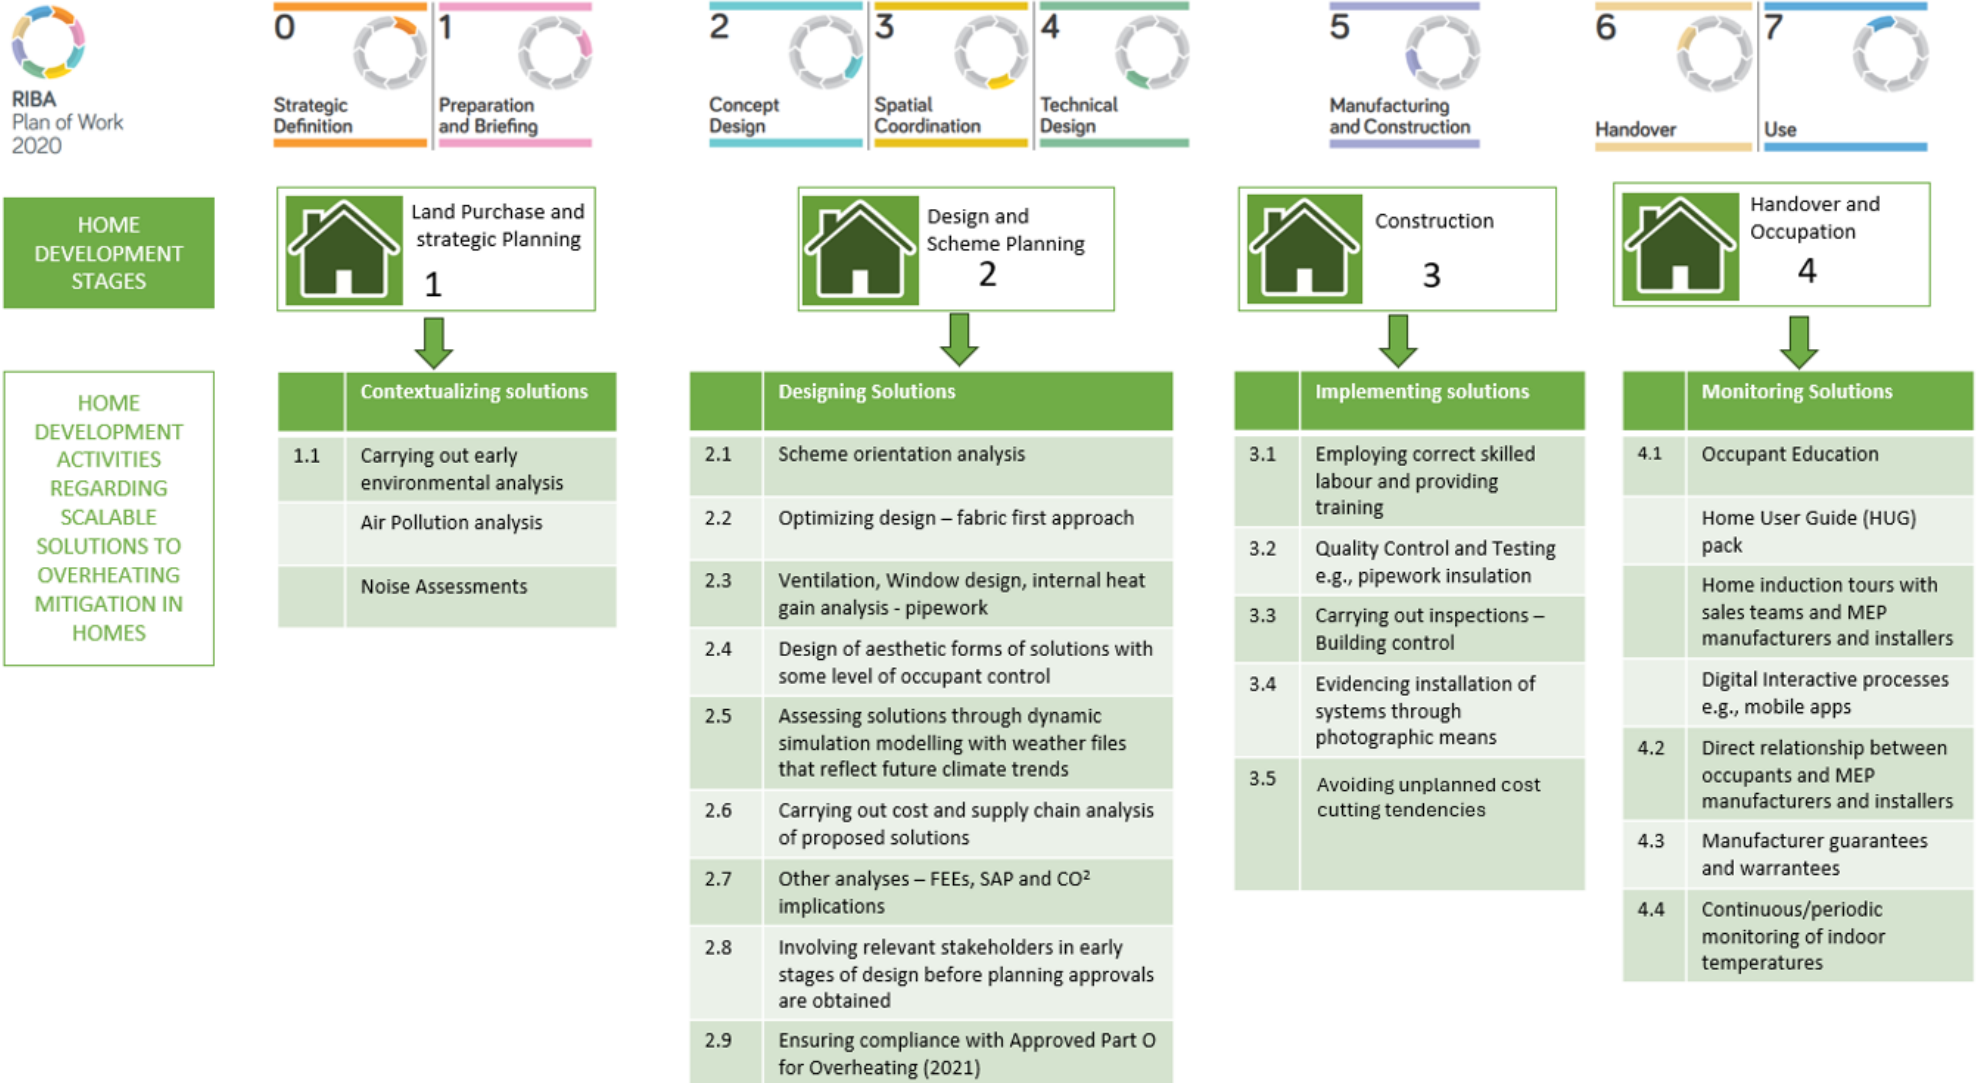 RIBA
Plan of Work
2020
0
Strategic
Definition
1
Preparation
and Briefing
2
Concept
Design
3
Spatial
Coordination
4
Technical
Design
5
Manufacturing
and Construction
6
Handover
7
Use
HOME
DEVELOPMENT
STAGES
Land Purchase and
strategic Planning
1
Design and
Scheme Planning
2
Construction
3
Handover and
Occupation
4
HOME
DEVELOPMENT
ACTIVITIES
REGARDING
SCALABLE
SOLUTIONS TO
OVERHEATING
MITIGATION IN
HOMES
Contextualizing solutions
1.1 Carrying out early
environmental analysis
Air Pollution analysis
Noise Assessments
Designing Solutions
2.1 Scheme orientation analysis
2.2 Optimizing design – fabric first approach
2.3 Ventilation, Window design, internal heat
gain analysis - pipework
2.4 Design of aesthetic forms of solutions with
some level of occupant control
2.5 Assessing solutions through dynamic
simulation modelling with weather files
that reflect future climate trends
2.6 Carrying out cost and supply chain analysis
of proposed solutions
2.7 Other analyses – FEEs, SAP and CO²
implications
2.8 Involving relevant stakeholders in early
stages of design before planning approvals
are obtained
2.9 Ensuring compliance with Approved Part O
for Overheating (2021)
Implementing solutions
3.1 Employing correct skilled
labour and providing
training
3.2 Quality Control and Testing
e.g., pipework insulation
3.3 Carrying out inspections –
Building control
3.4 Evidencing installation of
systems through
photographic means
3.5 Avoiding unplanned cost
cutting tendencies
Monitoring Solutions
4.1 Occupant Education
Home User Guide (HUG)
pack
Home induction tours with
sales teams and MEP
manufacturers and installers
Digital Interactive processes
e.g., mobile apps
4.2 Direct relationship between
occupants and MEP
manufacturers and installers
4.3 Manufacturer guarantees
and warrantees
4.4 Continuous/periodic
monitoring of indoor
temperatures